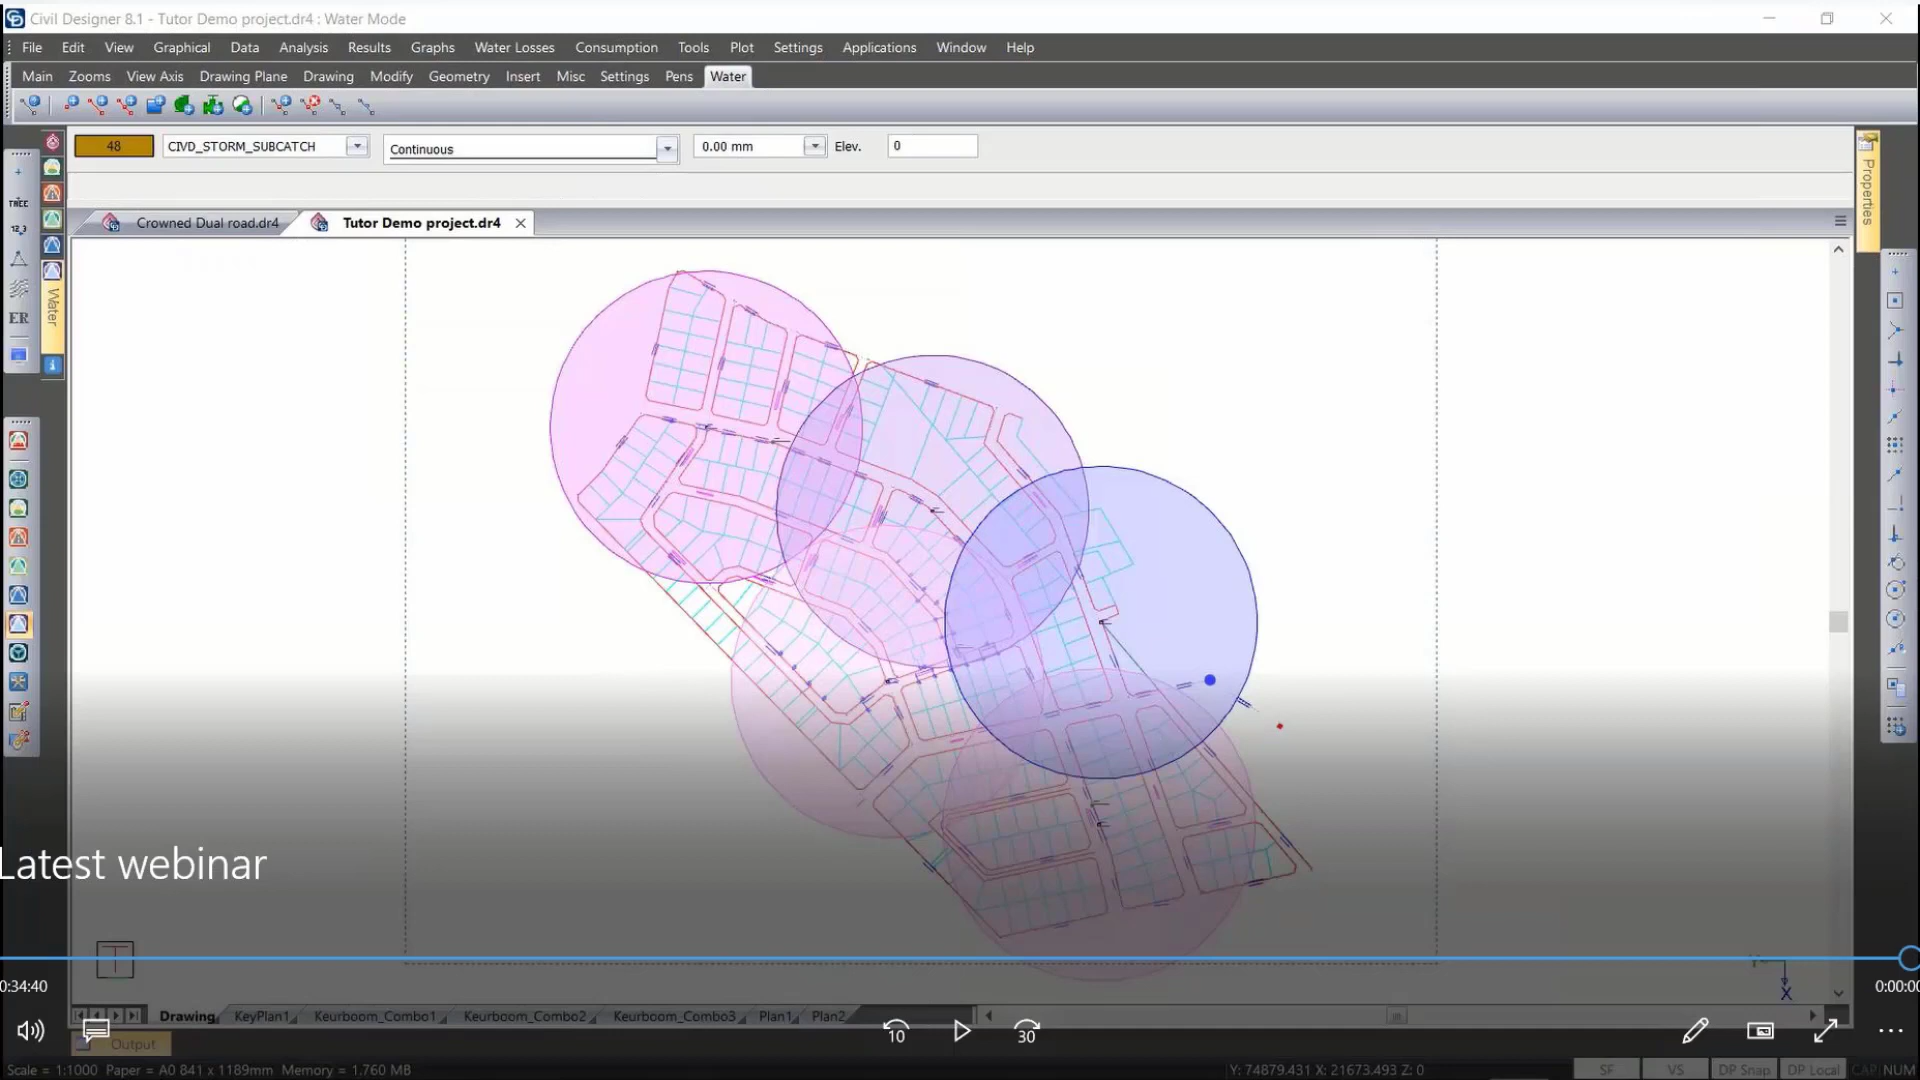 Civil Designer 8.1 - Tutor Demo project.dr4 : Water Mode
File Edit View Graphical Data Analysis Results Graphs Water Losses Consumption Tools Plot Settings Applications Window Help
Main Zooms View Axis Drawing Plane Drawing Modify Geometry Insert Misc Settings Pens Water
48 CIVD_STORM_SUBCATCH Continuous 0.00 mm Elev. 0
Properties
Crowned Dual road.dr4 Tutor Demo project.dr4
TREE
12.3
ER
Water
Latest webinar
0:34:40 0:00:00
X
Drawing KeyPlan1 Keurboom_Combo1 Keurboom_Combo2 Keurboom_Combo3 Plan1 Plan2
10 30
Output
Scale = 1:1000 Paper = A0 841 x 1189mm Memory = 1.760 MB Y: 74879.431 X: 21673.493 Z: 0 SF VS DP Snap DP Local CAP NUM